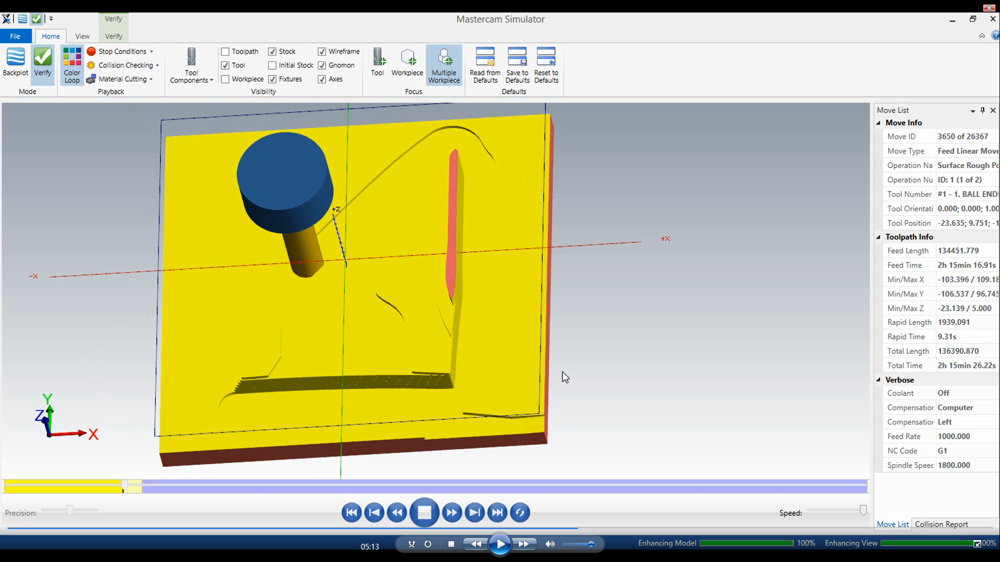 Verify
Mastercam Simulator
File
Home
View
Verify
Backplot
Verify
Mode
Color Loop
Stop Conditions
Collision Checking
Material Cutting
Playback
Tool Components
Toolpath
Stock
Wireframe
Tool
Initial Stock
Gnomon
Workpiece
Fixtures
Axes
Visibility
Tool
Workpiece
Multiple Workpiece
Focus
Read from Defaults
Save to Defaults
Reset to Defaults
Defaults
+Z
+X
-X
Y
Z
X
Move List
Move Info
Move ID 3650 of 26367
Move Type Feed Linear Move
Operation Na Surface Rough Po
Operation Nu ID: 1 (1 of 2)
Tool Number #1 - 1. BALL END
Tool Orientati 0.000; 0.000; 1.00
Tool Position -23.635; 9.751; -1
Toolpath Info
Feed Length 134451.779
Feed Time 2h 15min 16.91s
Min/Max X -103.396 / 109.18
Min/Max Y -106.537 / 96.745
Min/Max Z -23.139 / 5.000
Rapid Length 1939.091
Rapid Time 9.31s
Total Length 136390.870
Total Time 2h 15min 26.22s
Verbose
Coolant Off
Compensation Computer
Compensation Left
Feed Rate 1000.000
NC Code G1
Spindle Speed 1800.000
Precision:
Speed:
Move List
Collision Report
05:13
Enhancing Model 100%
Enhancing View 00%